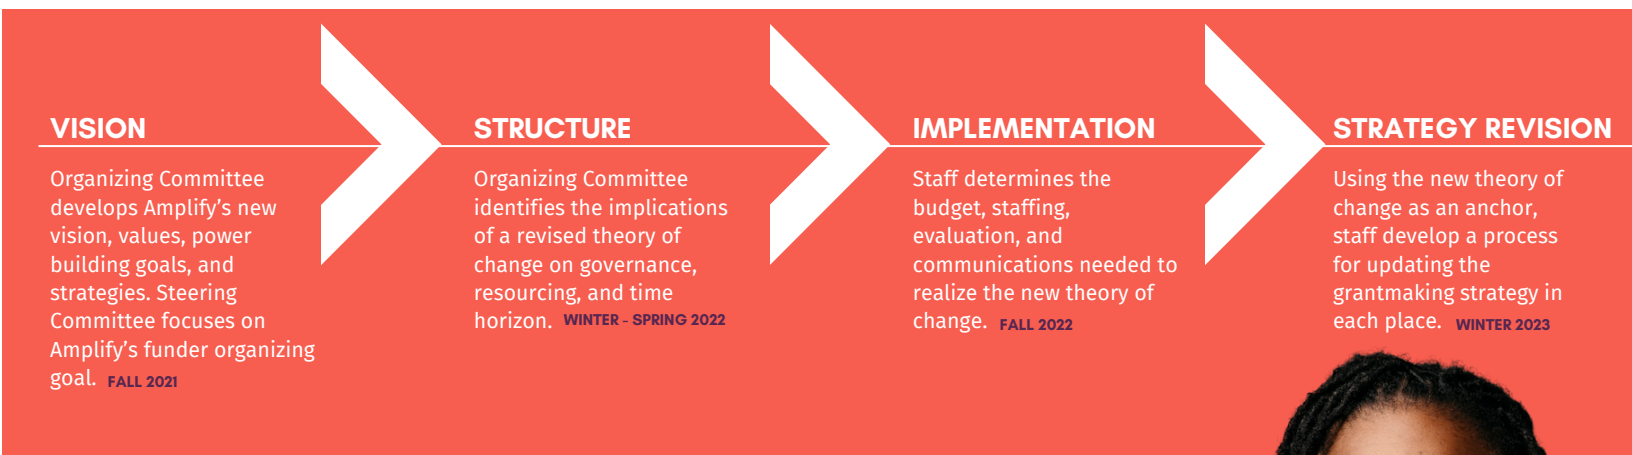 VISION
Organizing Committee
develops Amplify's new
vision, values, power
building goals, and
strategies. Steering
Committee focuses on
Amplify's funder organizing
goal. FALL 2021
STRUCTURE
Organizing Committee
identifies the implications
of a revised theory of
change on governance,
resourcing, and time
horizon. WINTER - SPRING 2022
IMPLEMENTATION
Staff determines the
budget, staffing,
evaluation, and
communications needed to
realize the new theory of
change. FALL 2022
STRATEGY REVISION
Using the new theory of
change as an anchor,
staff develop a process
for updating the
grantmaking strategy in
each place. WINTER 2023